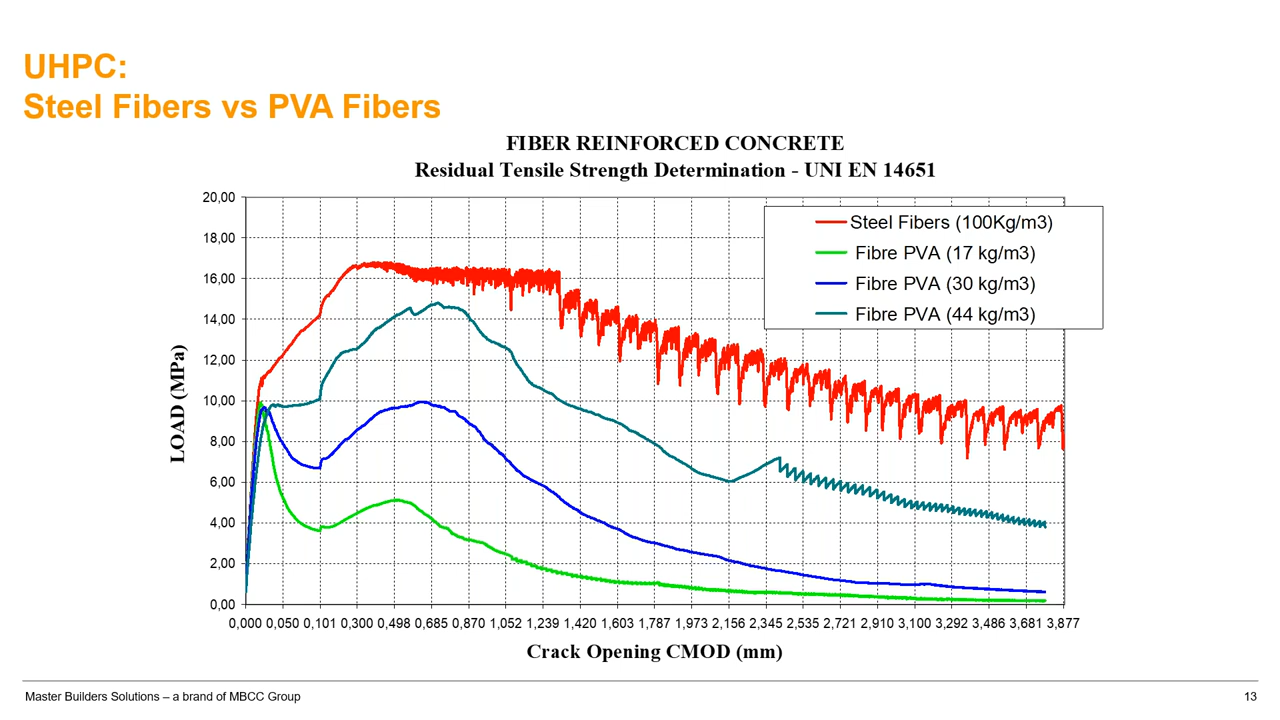 UHPC:
Steel Fibers vs PVA Fibers
FIBER REINFORCED CONCRETE
Residual Tensile Strength Determination - UNI EN 14651
20,00
18,00
16,00
14,00
12,00
10,00
8,00
6,00
4,00
2,00
0,00
LOAD (MPa)
Steel Fibers (100Kg/m3)
Fibre PVA (17 kg/m3)
Fibre PVA (30 kg/m3)
Fibre PVA (44 kg/m3)
0,000 0,050 0,101 0,300 0,498 0,685 0,870 1,052 1,239 1,420 1,603 1,787 1,973 2,156 2,345 2,535 2,721 2,910 3,100 3,292 3,486 3,681 3,877
Crack Opening CMOD (mm)
Master Builders Solutions – a brand of MBCC Group
13